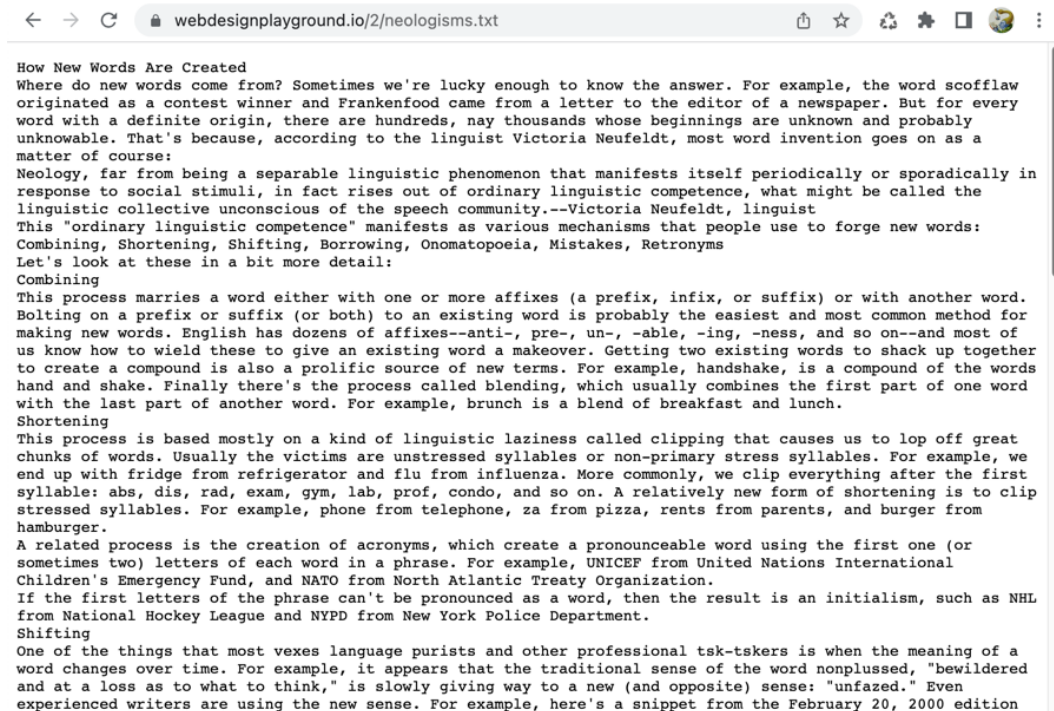 webdesignplayground.io/2/neologisms.txt
How New Words Are Created
Where do new words come from? Sometimes we're lucky enough to know the answer. For example, the word scofflaw
originated as a contest winner and Frankenfood came from a letter to the editor of a newspaper. But for every
word with a definite origin, there are hundreds, nay thousands whose beginnings are unknown and probably
unknowable. That's because, according to the linguist Victoria Neufeldt, most word invention goes on as a
matter of course:
Neology, far from being a separable linguistic phenomenon that manifests itself periodically or sporadically in
response to social stimuli, in fact rises out of ordinary linguistic competence, what might be called the
linguistic collective unconscious of the speech community.--Victoria Neufeldt, linguist
This "ordinary linguistic competence" manifests as various mechanisms that people use to forge new words:
Combining, Shortening, Shifting, Borrowing, Onomatopoeia, Mistakes, Retronyms
Let's look at these in a bit more detail:
Combining
This process marries a word either with one or more affixes (a prefix, infix, or suffix) or with another word.
Bolting on a prefix or suffix (or both) to an existing word is probably the easiest and most common method for
making new words. English has dozens of affixes--anti-, pre-, un-, -able, -ing, -ness, and so on--and most of
us know how to wield these to give an existing word a makeover. Getting two existing words to shack up together
to create a compound is also a prolific source of new terms. For example, handshake, is a compound of the words
hand and shake. Finally there's the process called blending, which usually combines the first part of one word
with the last part of another word. For example, brunch is a blend of breakfast and lunch.
Shortening
This process is based mostly on a kind of linguistic laziness called clipping that causes us to lop off great
chunks of words. Usually the victims are unstressed syllables or non-primary stress syllables. For example, we
end up with fridge from refrigerator and flu from influenza. More commonly, we clip everything after the first
syllable: abs, dis, rad, exam, gym, lab, prof, condo, and so on. A relatively new form of shortening is to clip
stressed syllables. For example, phone from telephone, za from pizza, rents from parents, and burger from
hamburger.
A related process is the creation of acronyms, which create a pronounceable word using the first one (or
sometimes two) letters of each word in a phrase. For example, UNICEF from United Nations International
Children's Emergency Fund, and NATO from North Atlantic Treaty Organization.
If the first letters of the phrase can't be pronounced as a word, then the result is an initialism, such as NHL
from National Hockey League and NYPD from New York Police Department.
Shifting
One of the things that most vexes language purists and other professional tsk-tskers is when the meaning of a
word changes over time. For example, it appears that the traditional sense of the word nonplussed, "bewildered
and at a loss as to what to think," is slowly giving way to a new (and opposite) sense: "unfazed." Even
experienced writers are using the new sense. For example, here's a snippet from the February 20, 2000 edition